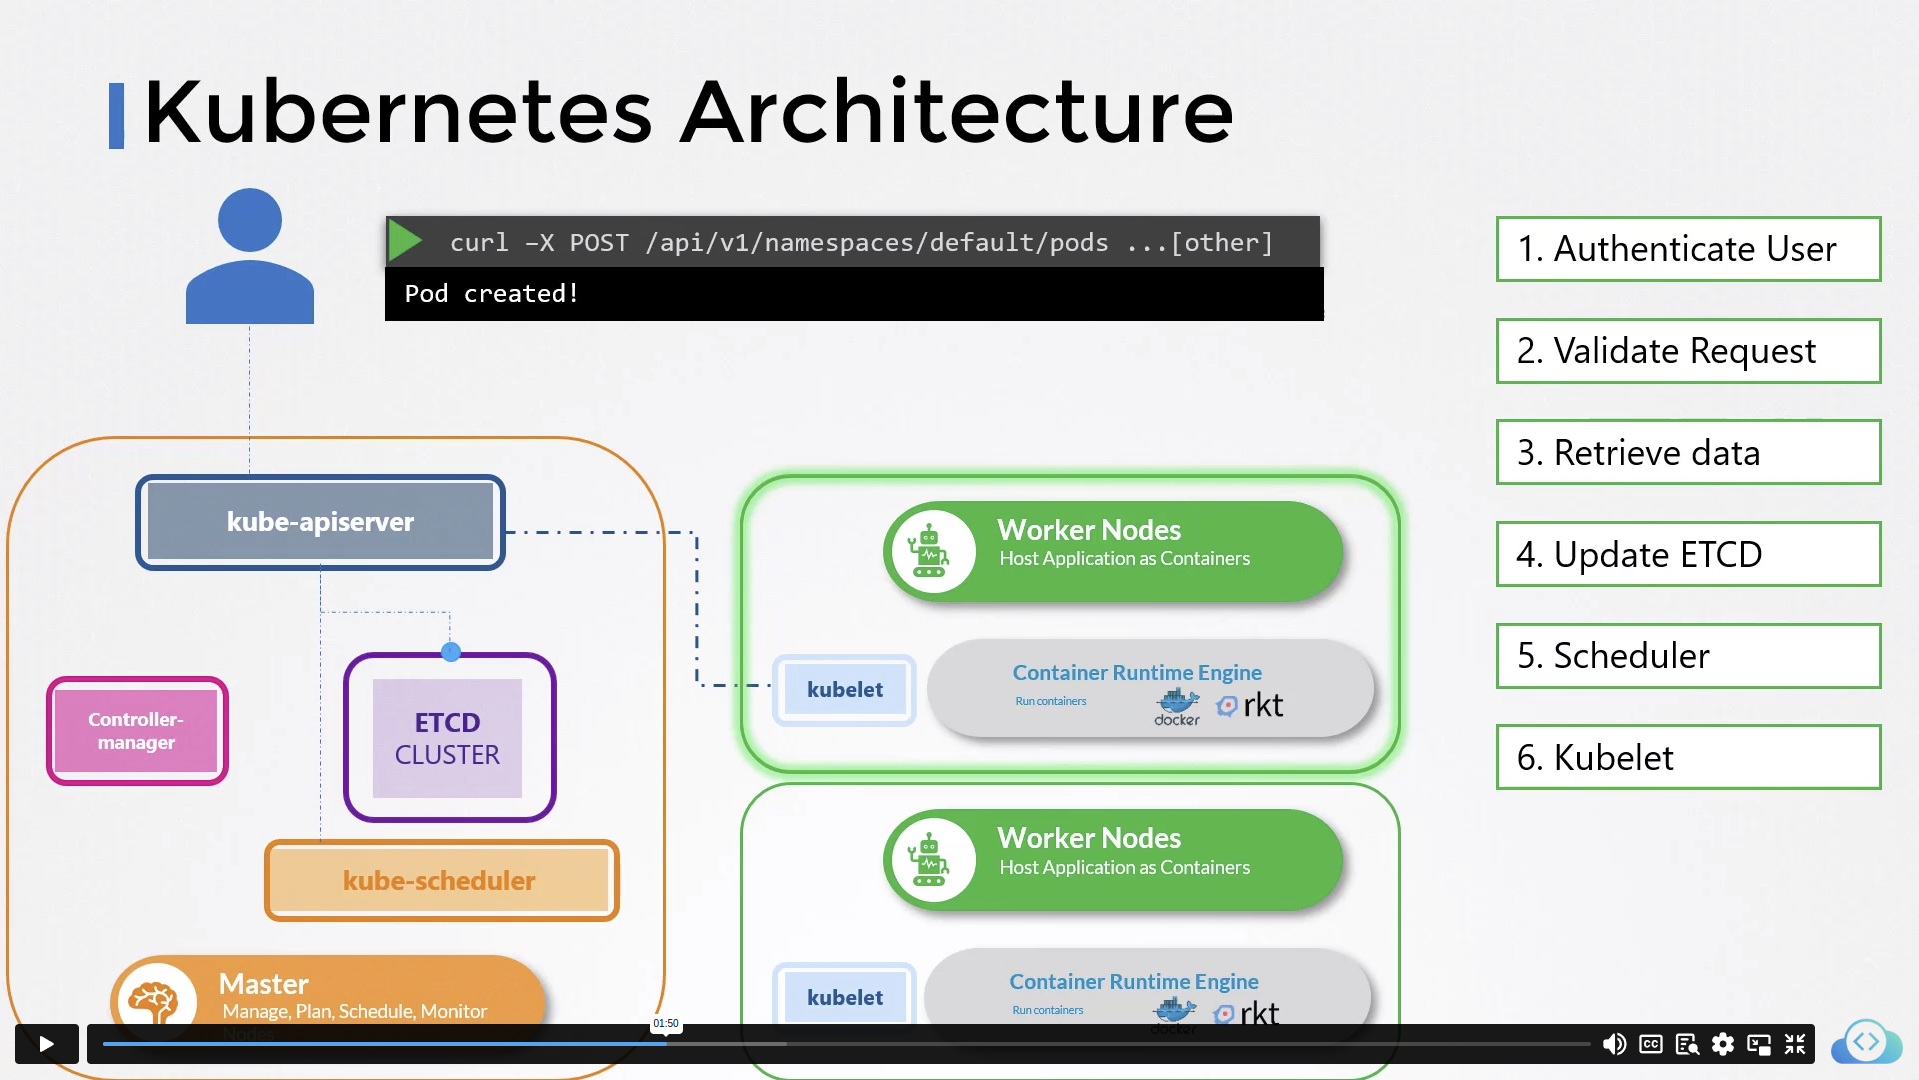 Kubernetes Architecture
curl –X POST /api/v1/namespaces/default/pods ...[other]
Pod created!
1. Authenticate User
2. Validate Request
3. Retrieve data
4. Update ETCD
5. Scheduler
6. Kubelet
kube-apiserver
Controller-
manager
ETCD
CLUSTER
kube-scheduler
Master
Manage, Plan, Schedule, Monitor
Nodes
Worker Nodes
Host Application as Containers
kubelet
Container Runtime Engine
Run containers
docker
rkt
Worker Nodes
Host Application as Containers
kubelet
Container Runtime Engine
Run containers
docker
rkt
01:50
CC